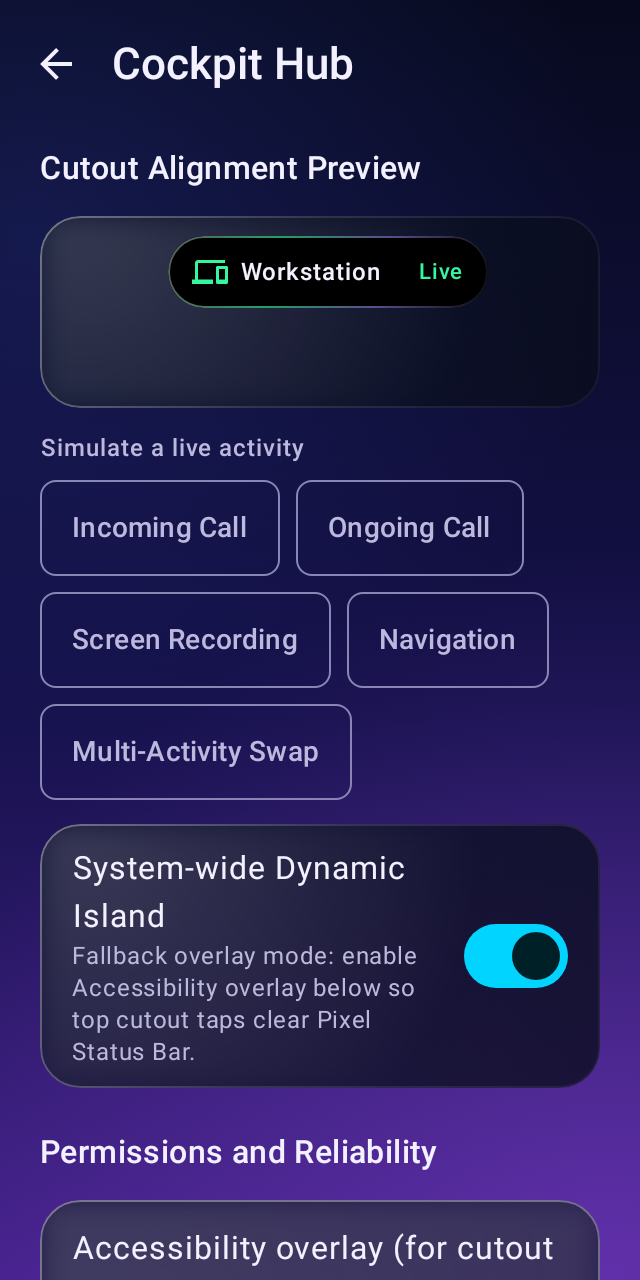 Cockpit Hub
Cutout Alignment Preview
Workstation Live
Simulate a live activity
Incoming Call Ongoing Call
Screen Recording Navigation
Multi-Activity Swap
System-wide Dynamic
Island
Fallback overlay mode: enable
Accessibility overlay below so
top cutout taps clear Pixel
Status Bar.
Permissions and Reliability
Accessibility overlay (for cutout